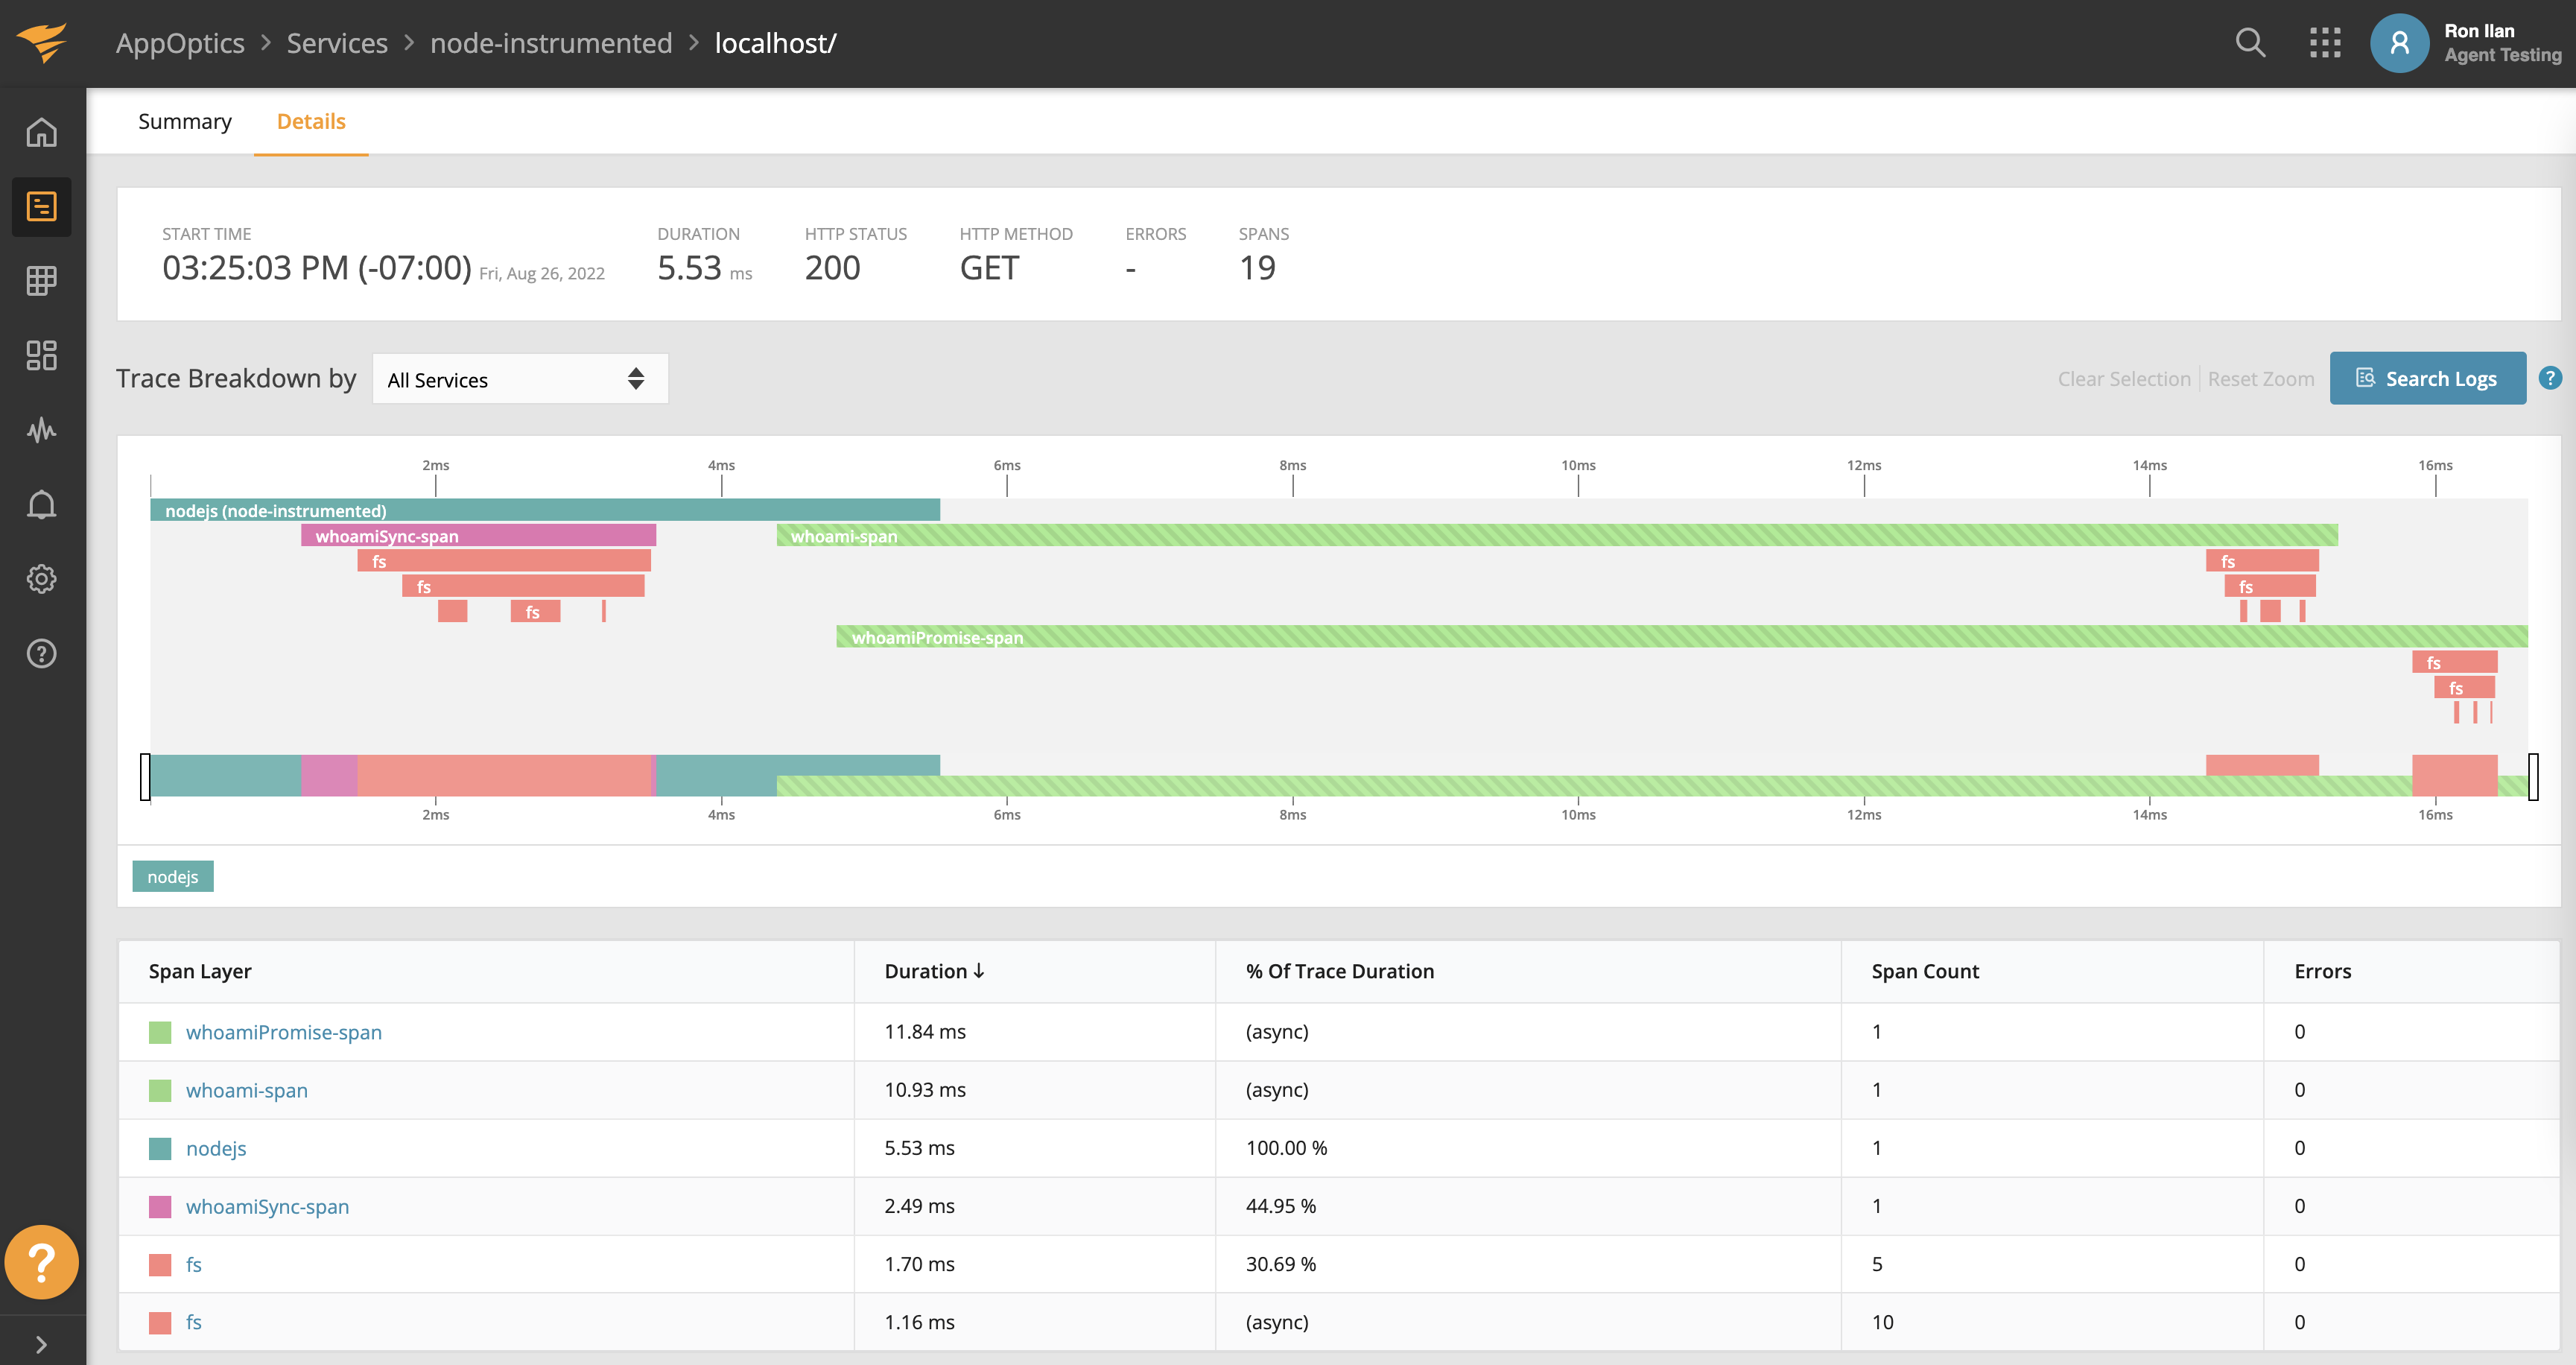 AppOptics > Services > node-instrumented > localhost/
Ron Ilan
Agent Testing
Summary Details
START TIME DURATION HTTP STATUS HTTP METHOD ERRORS SPANS
03:25:03 PM (-07:00) Fri, Aug 26, 2022 5.53 ms 200 GET - 19
Trace Breakdown by All Services Clear Selection Reset Zoom Search Logs ?
2ms 4ms 6ms 8ms 10ms 12ms 14ms 16ms
nodejs (node-instrumented)
whoamiSync-span whoami-span
fs fs
fs fs
fs
whoamiPromise-span
fs
fs
2ms 4ms 6ms 8ms 10ms 12ms 14ms 16ms
nodejs
Span Layer Duration ↓ % Of Trace Duration Span Count Errors
whoamiPromise-span 11.84 ms (async) 1 0
whoami-span 10.93 ms (async) 1 0
nodejs 5.53 ms 100.00 % 1 0
whoamiSync-span 2.49 ms 44.95 % 1 0
fs 1.70 ms 30.69 % 5 0
fs 1.16 ms (async) 10 0
?